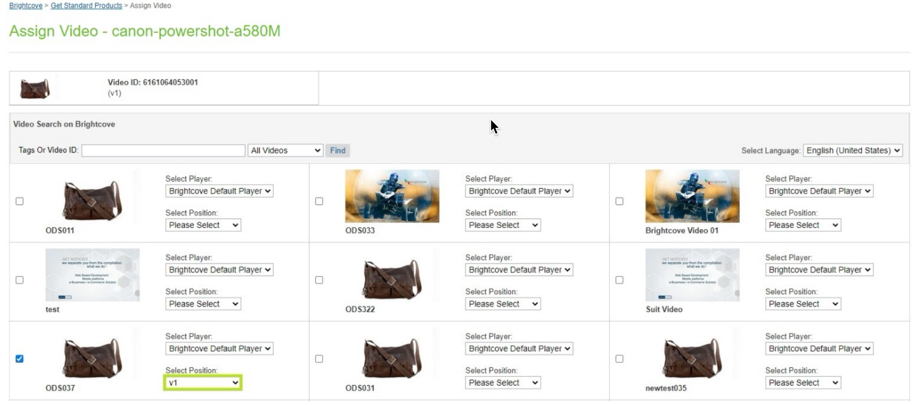 Brightcove > Get Standard Products > Assign Video
Assign Video - canon-powershot-a580M
Video ID: 6161064053001
(v1)
Video Search on Brightcove
Tags Or Video ID: All Videos Find Select Language: English (United States)
Select Player:
Brightcove Default Player
Select Position:
Please Select
ODS011
Select Player:
Brightcove Default Player
Select Position:
Please Select
ODS033
Select Player:
Brightcove Default Player
Select Position:
Please Select
Brightcove Video 01
Select Player:
Brightcove Default Player
Select Position:
Please Select
test
Select Player:
Brightcove Default Player
Select Position:
Please Select
ODS322
Select Player:
Brightcove Default Player
Select Position:
Please Select
Suit Video
Select Player:
Brightcove Default Player
Select Position:
v1
ODS037
Select Player:
Brightcove Default Player
Select Position:
Please Select
ODS031
Select Player:
Brightcove Default Player
Select Position:
Please Select
newtest035